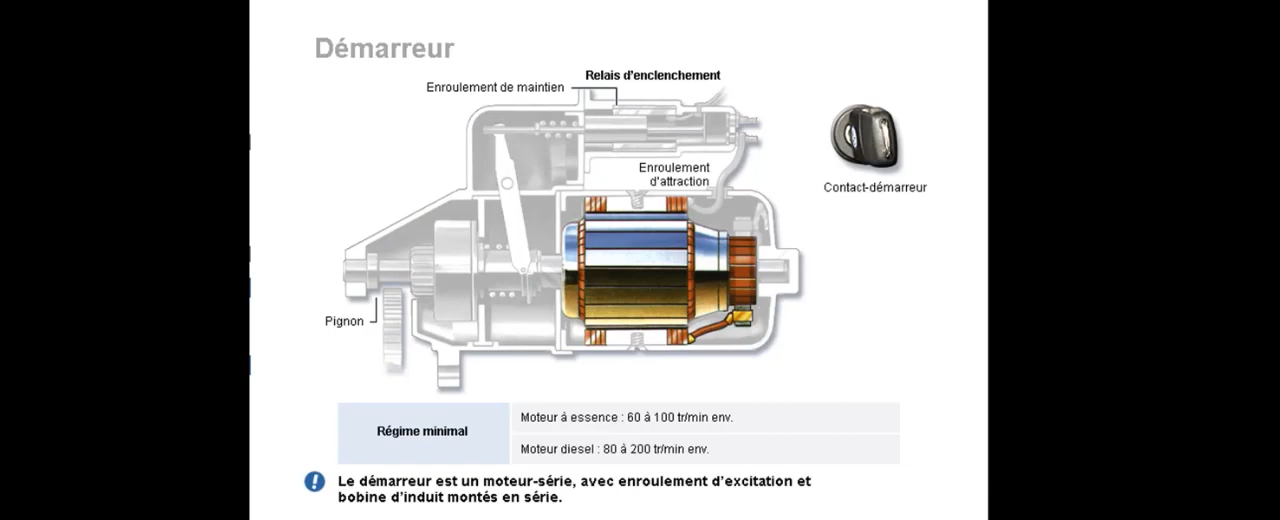 Démarreur
Relais d'enclenchement
Enroulement de maintien
Enroulement
d'attraction
Contact-démarreur
Pignon
Régime minimal
Moteur à essence : 60 à 100 tr/min env.
Moteur diesel : 80 à 200 tr/min env.
Le démarreur est un moteur-série, avec enroulement d'excitation et
bobine d'induit montés en série.